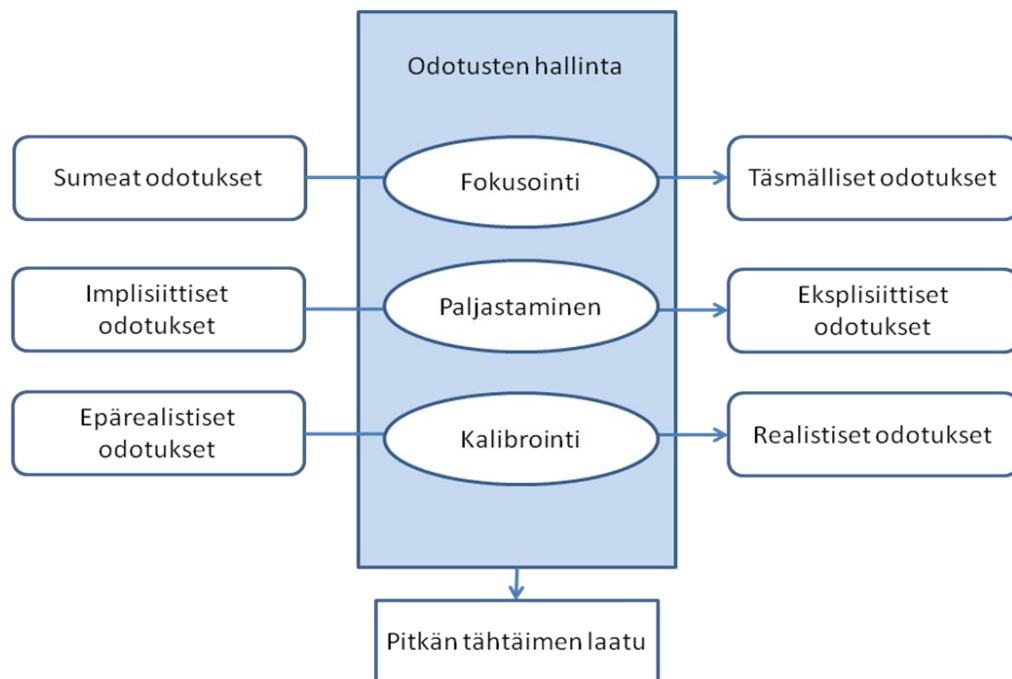 Odotusten hallinta
Sumeat odotukset
Fokusointi
Täsmälliset odotukset
Implisiittiset
odotukset
Paljastaminen
Eksplisiittiset
odotukset
Epärealistiset
odotukset
Kalibrointi
Realistiset odotukset
Pitkän tähtäimen laatu